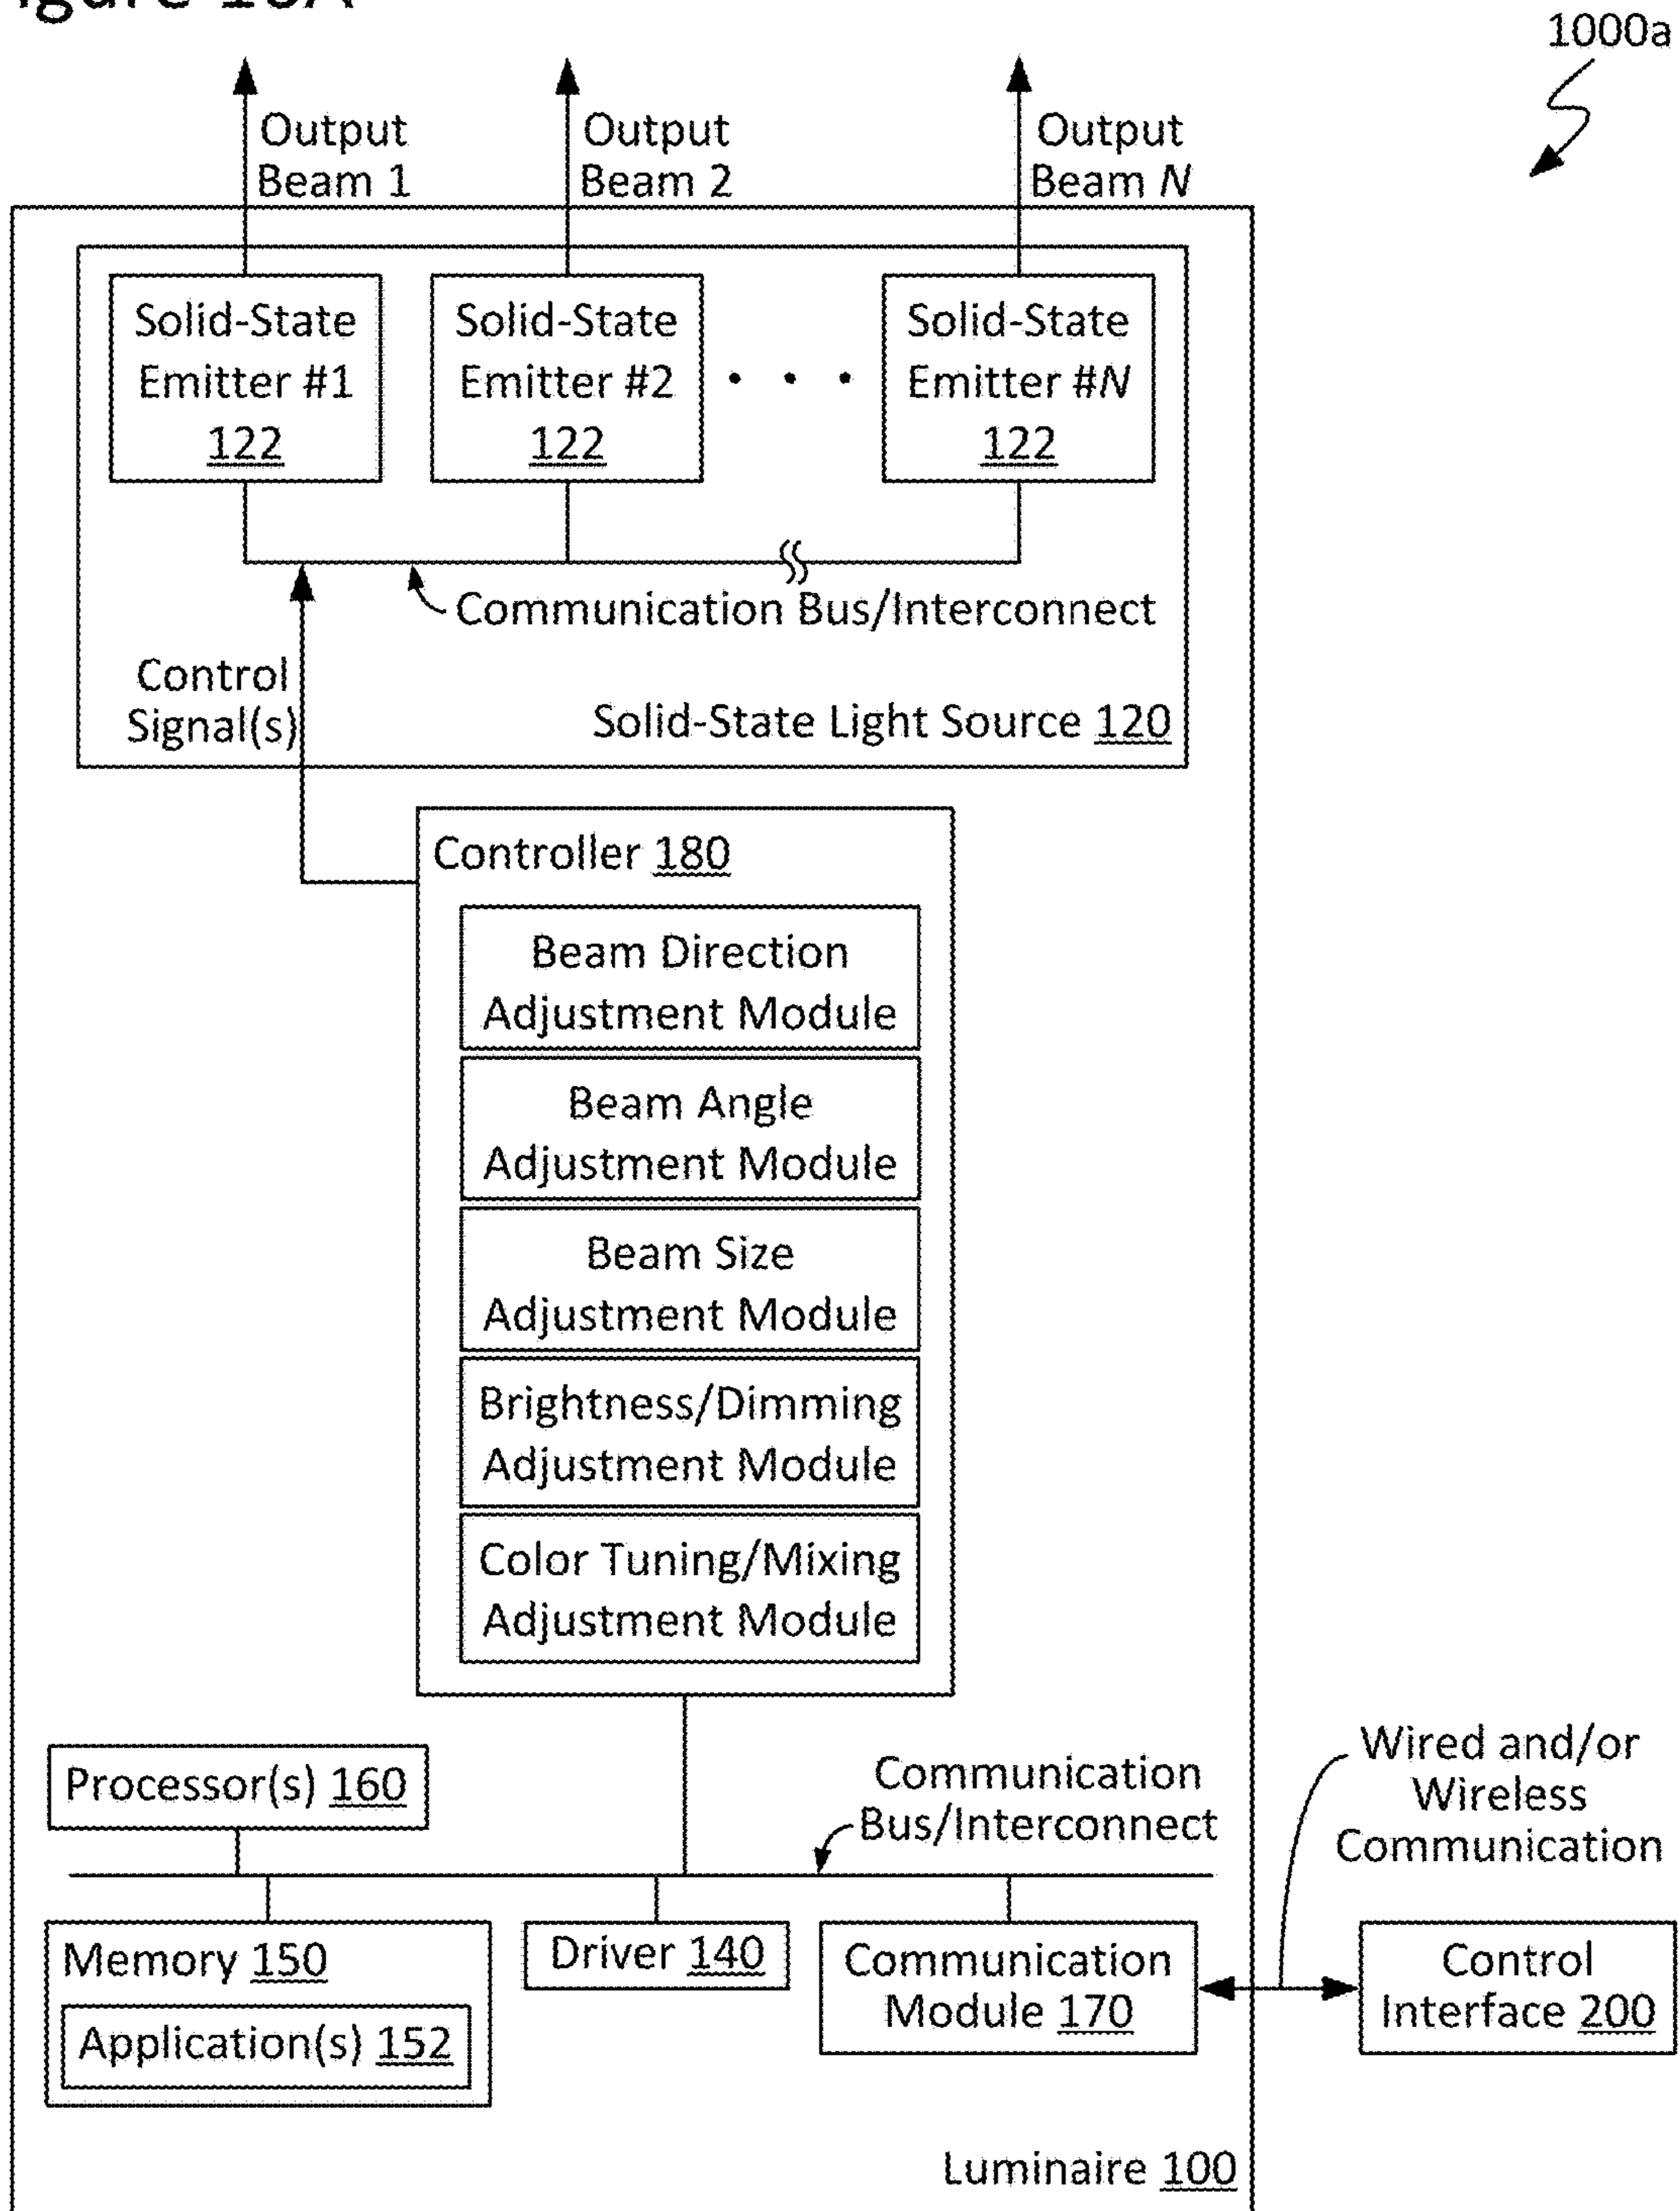 1000a
Output
Beam 1
Output
Beam 2
Output
Beam N
Solid-State
Emitter #1
122
Solid-State
Emitter #2
122
Solid-State
Emitter #N
122
Communication Bus/Interconnect
Control
Signal(s)
Solid-State Light Source 120
Controller 180
Beam Direction
Adjustment Module
Beam Angle
Adjustment Module
Beam Size
Adjustment Module
Brightness/Dimming
Adjustment Module
Color Tuning/Mixing
Adjustment Module
Processor(s) 160
Communication
Bus/Interconnect
Wired and/or
Wireless
Communication
Memory 150
Application(s) 152
Driver 140
Communication
Module 170
Control
Interface 200
Luminaire 100